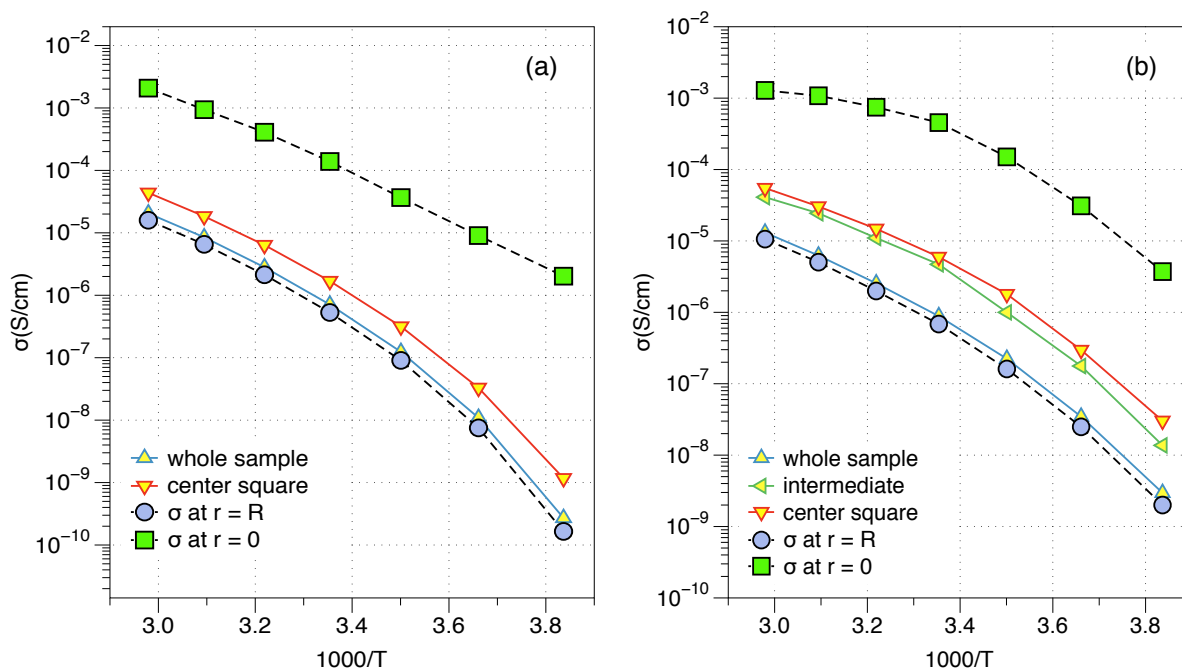 (a)
σ(S/cm)
10⁻²
10⁻³
10⁻⁴
10⁻⁵
10⁻⁶
10⁻⁷
10⁻⁸
10⁻⁹
10⁻¹⁰
whole sample
center square
σ at r = R
σ at r = 0
3.0 3.2 3.4 3.6 3.8
1000/T
(b)
σ(S/cm)
10⁻²
10⁻³
10⁻⁴
10⁻⁵
10⁻⁶
10⁻⁷
10⁻⁸
10⁻⁹
10⁻¹⁰
whole sample
intermediate
center square
σ at r = R
σ at r = 0
3.0 3.2 3.4 3.6 3.8
1000/T